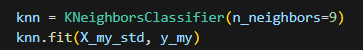 knn = KNeighborsClassifier(n_neighbors=9)
knn.fit(X_my_std, y_my)